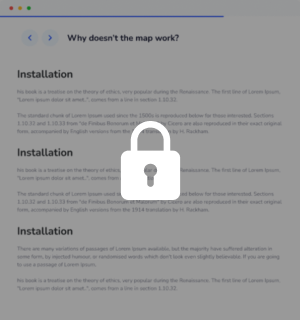 Why doesn't the map work?
Installation
his book is a treatise on the theory of ethics, very popular during the Renaissance. The first line of Lorem Ipsum,
"Lorem ipsum dolor sit amet..", comes from a line in section 1.10.32.
The standard chunk of Lorem Ipsum used since the 1500s is reproduced below for those interested. Sections
1.10.32 and 1.10.33 from "de Finibus Bonorum et Malorum" by Cicero are also reproduced in their exact original
form, accompanied by English versions from the 1914 translation by H. Rackham.
Installation
his book is a treatise on the theory of ethics, very popular during the Renaissance. The first line of Lorem Ipsum,
"Lorem ipsum dolor sit amet..", comes from a line in section 1.10.32.
The standard chunk of Lorem Ipsum used reproduced below for those interested. Sections
1.10.32 and 1.10.33 from "de Finibus Bonorum et Cicero are also reproduced in their exact original
form, accompanied by English versions from the 1914 translation by H. Rackham.
Installation
There are many variations of passages of Lorem Ipsum available, but the majority have suffered alteration in
some form, by injected humour, or randomised words which don't look even slightly believable. If you are going
to use a passage of Lorem Ipsum,
his book is a treatise on the theory of ethics, very popular during the Renaissance. The first line of Lorem Ipsum,
"Lorem ipsum dolor sit amet..", comes from a line in section 1.10.32.